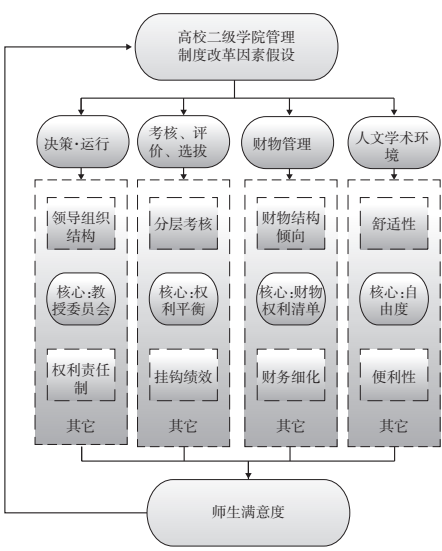 高校二级学院管理
制度改革因素假设
决策·运行
考核、评
价、选拔
财物管理
人文学术环
境
领导组织
结构
核心:教
授委员会
权利责任
制
其它
分层考核
核心:权
利平衡
挂钩绩效
其它
财物结构
倾向
核心:财物
权利清单
财务细化
其它
舒适性
核心:自
由度
便利性
其它
师生满意度